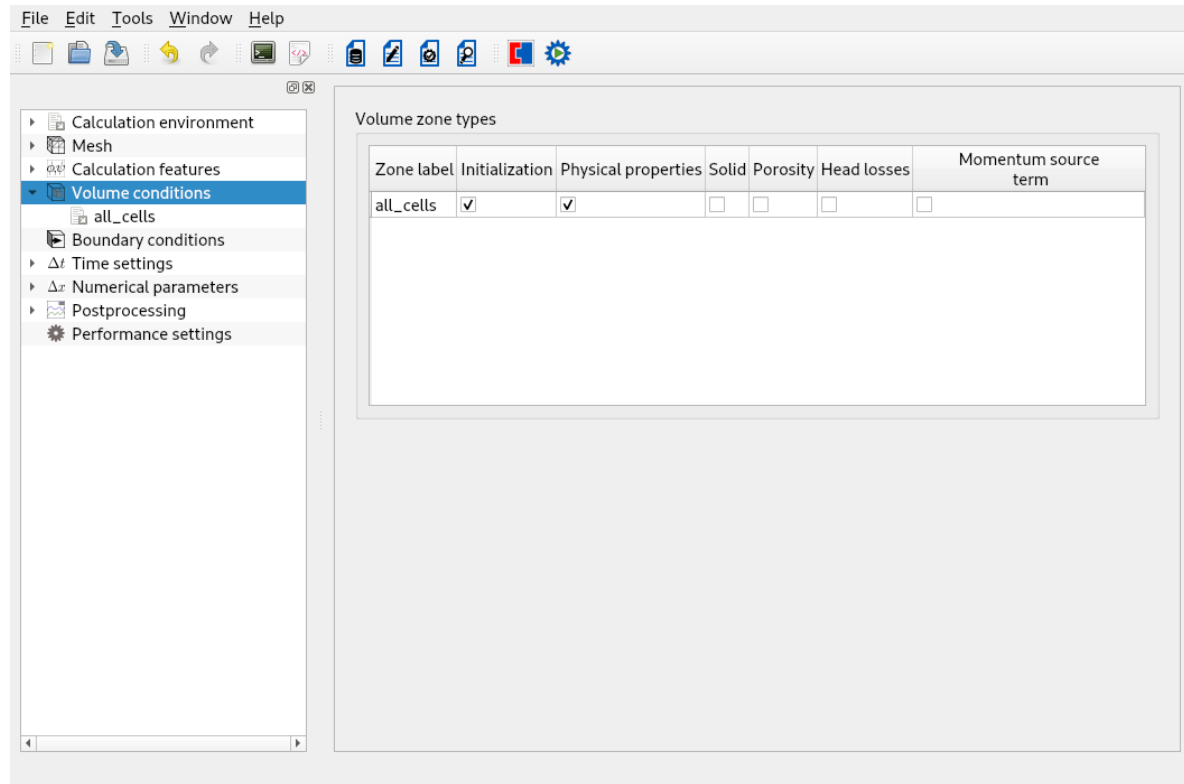 File Edit Tools Window Help
Calculation environment
Mesh
Calculation features
Volume conditions
all_cells
Boundary conditions
Δt Time settings
Δx Numerical parameters
Postprocessing
Performance settings
Volume zone types
Zone label Initialization Physical properties Solid Porosity Head losses Momentum source
term
all_cells